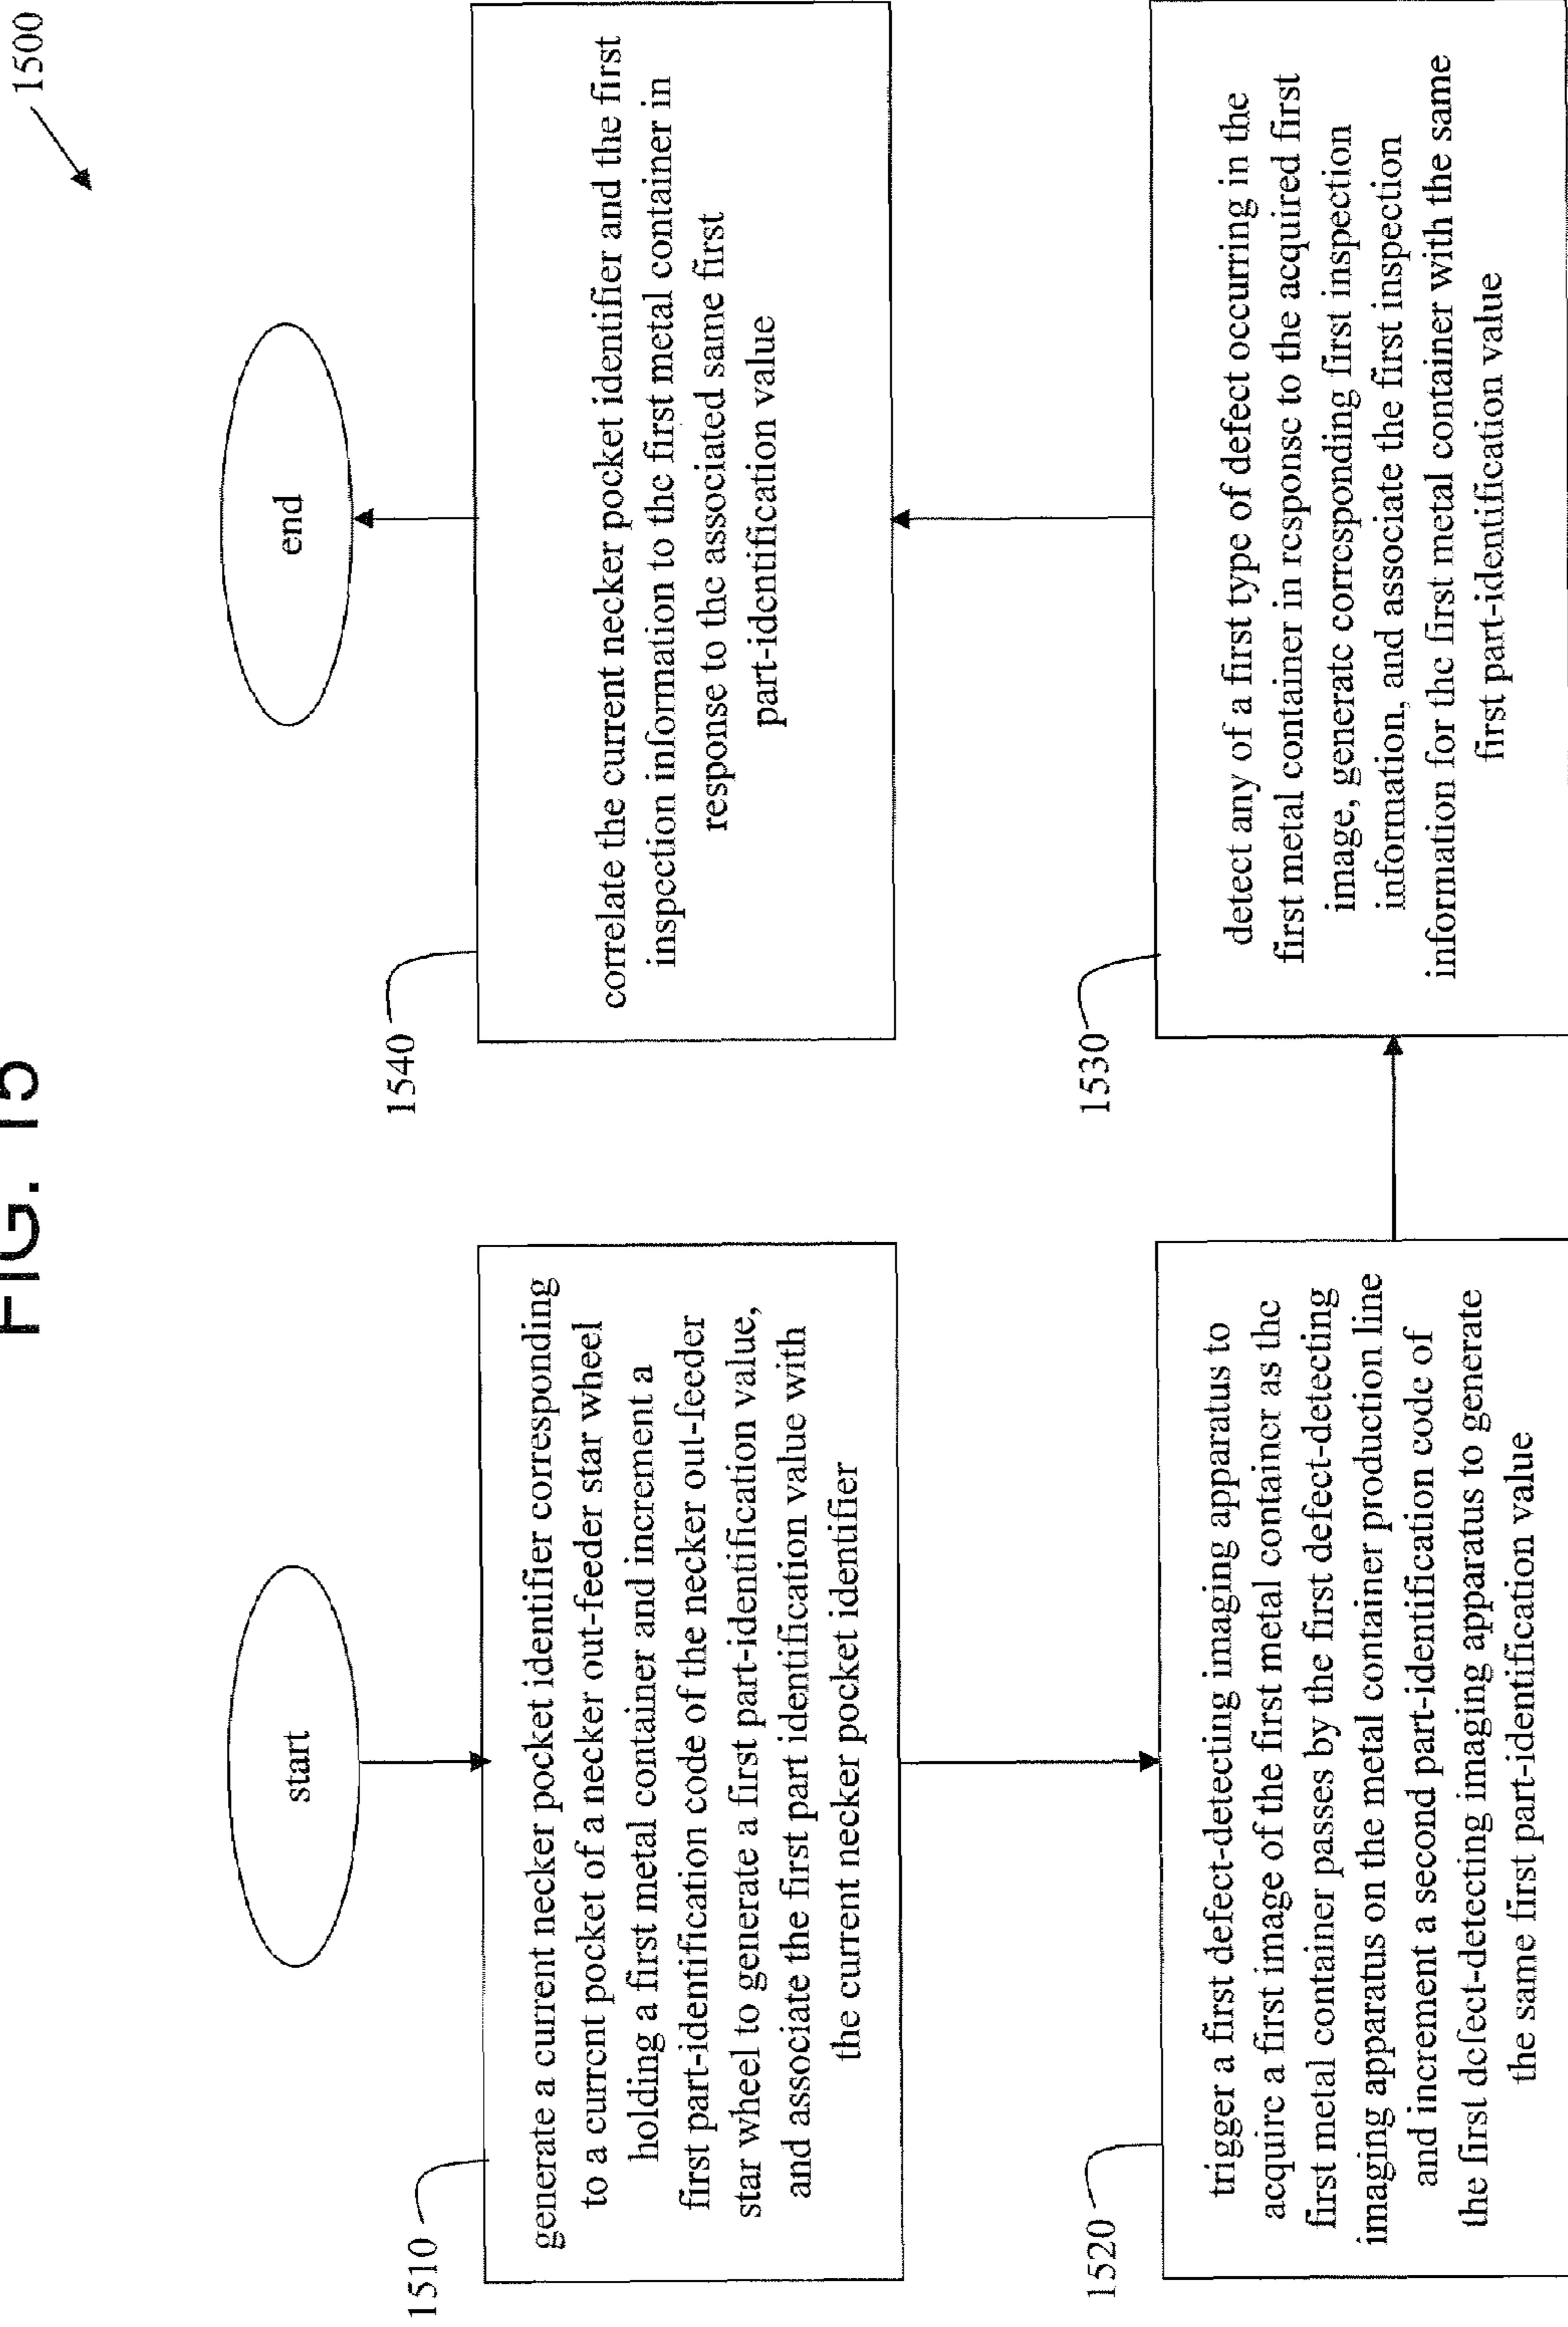 FIG. 15
1500
start
1510
generate a current necker pocket identifier corresponding
to a current pocket of a necker out-feeder star wheel
holding a first metal container and increment a
first part-identification code of the necker out-feeder
star wheel to generate a first part-identification value,
and associate the first part identification value with
the current necker pocket identifier
1520
trigger a first defect-detecting imaging apparatus to
acquire a first image of the first metal container as the
first metal container passes by the first defect-detecting
imaging apparatus on the metal container production line
and increment a second part-identification code of
the first defect-detecting imaging apparatus to generate
the same first part-identification value
1530
detect any of a first type of defect occurring in the
first metal container in response to the acquired first
image, generate corresponding first inspection
information, and associate the first inspection
information for the first metal container with the same
first part-identification value
1540
correlate the current necker pocket identifier and the first
inspection information to the first metal container in
response to the associated same first
part-identification value
end